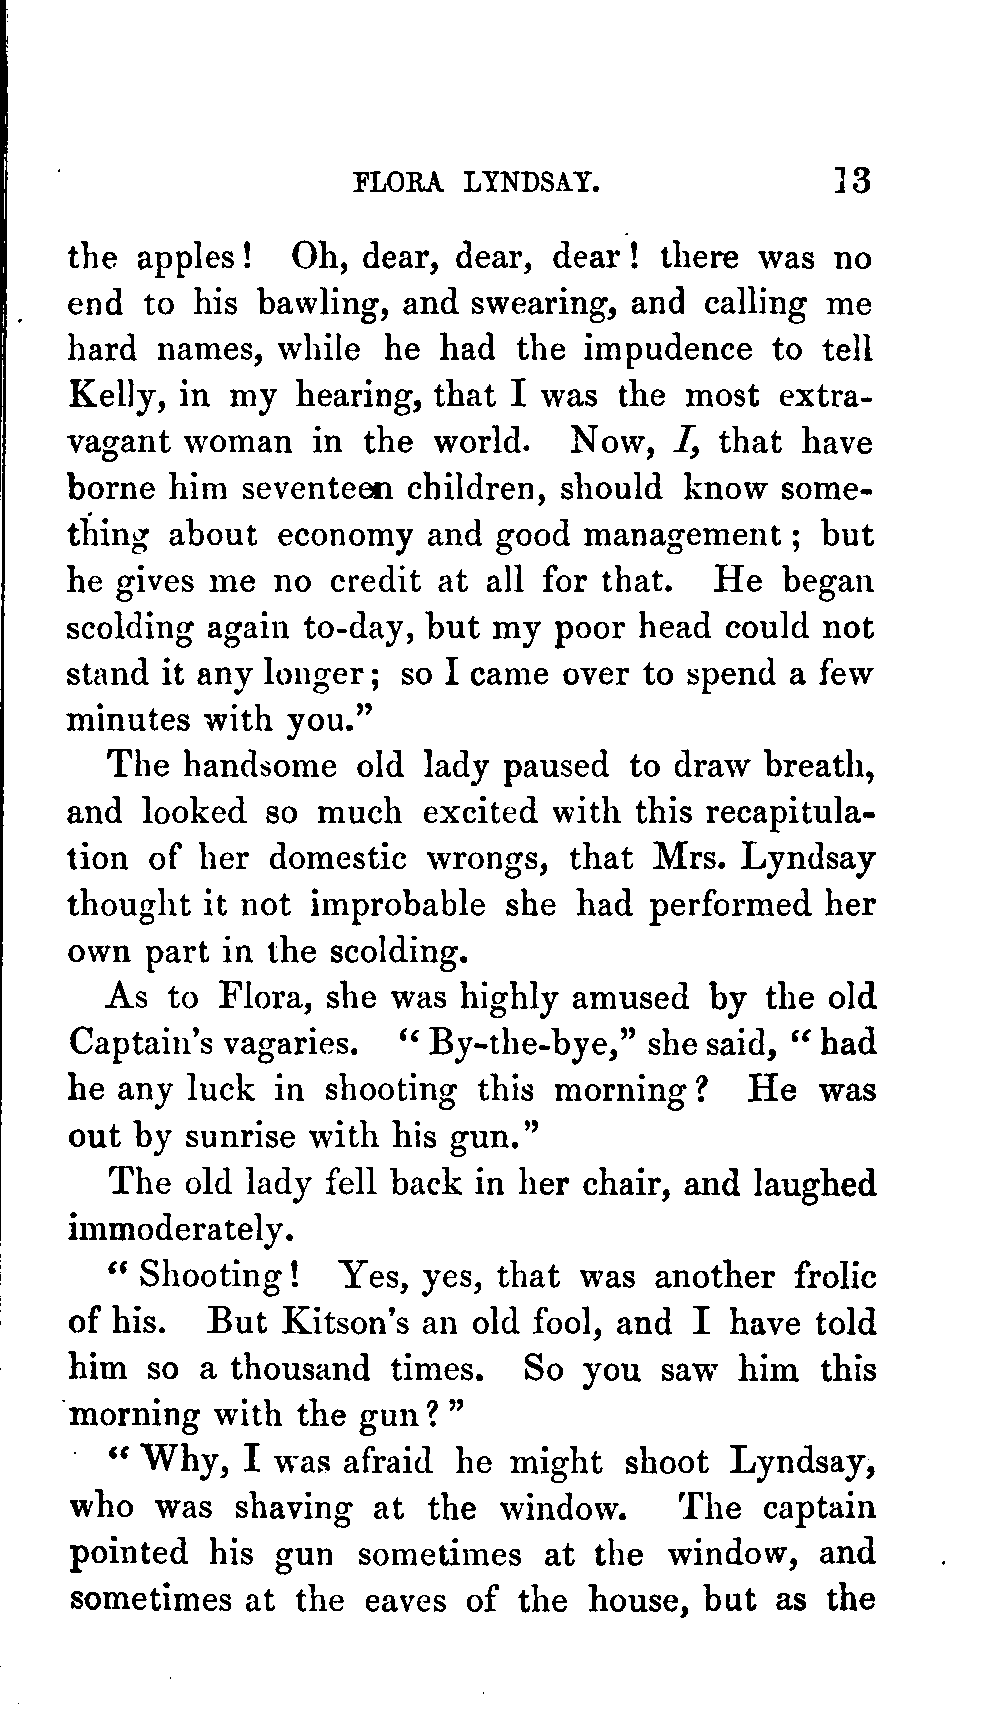 FLORA LYNDSAY. 13
the apples! Oh, dear, dear, dear! there was no
end to his bawling, and swearing, and calling me
hard names, while he had the impudence to tell
Kelly, in my hearing, that I was the most extra-
vagant woman in the world. Now, I, that have
borne him seventeen children, should know some-
thing about economy and good management; but
he gives me no credit at all for that. He began
scolding again to-day, but my poor head could not
stand it any longer; so I came over to spend a few
minutes with you.”
The handsome old lady paused to draw breath,
and looked so much excited with this recapitula-
tion of her domestic wrongs, that Mrs. Lyndsay
thought it not improbable she had performed her
own part in the scolding.
As to Flora, she was highly amused by the old
Captain's vagaries. “By-the-bye,” she said, “had
he any luck in shooting this morning? He was
out by sunrise with his gun.”
The old lady fell back in her chair, and laughed
immoderately.
“Shooting! Yes, yes, that was another frolic
of his. But Kitson's an old fool, and I have told
him so a thousand times. So you saw him this
morning with the gun?”
“Why, I was afraid he might shoot Lyndsay,
who was shaving at the window. The captain
pointed his gun sometimes at the window, and
sometimes at the eaves of the house, but as the